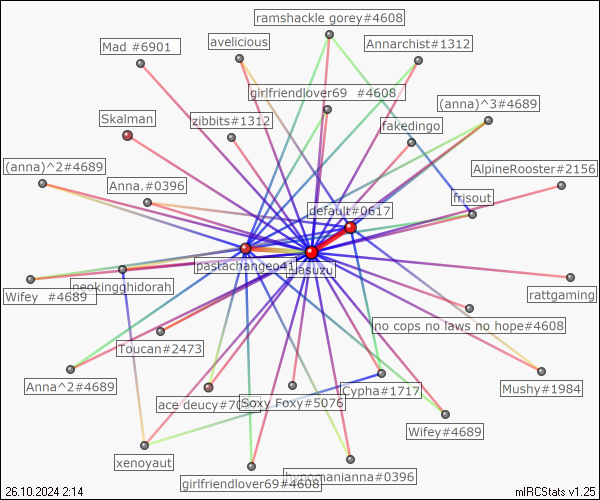 ramshackle gorey#4608
Mad #6901
avelicious
Annarchist#1312
girlfriendlover69 #4608
(anna)^3#4689
Skalman
zibbits#1312
fakedingo
(anna)^2#4689
AlpineRooster#2156
Anna.#0396
frisout
default#0617
pastachangeo41
iwasuzu
neokingghidorah
Wifey #4689
rattgaming
no cops no laws no hope#4608
Toucan#2473
Anna^2#4689
Cypha#1717
Mushy#1984
ace deucy#70
Soxy Foxy#5076
Wifey#4689
xenoyaut
hypomanianna#0396
girlfriendlover69#4608
26.10.2024 2:14
mIRCStats v1.25